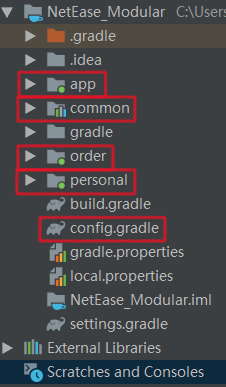 NetEase_Modular C:\Users
.gradle
.idea
app
common
gradle
order
personal
build.gradle
config.gradle
gradle.properties
local.properties
NetEase_Modular.iml
settings.gradle
External Libraries
Scratches and Consoles